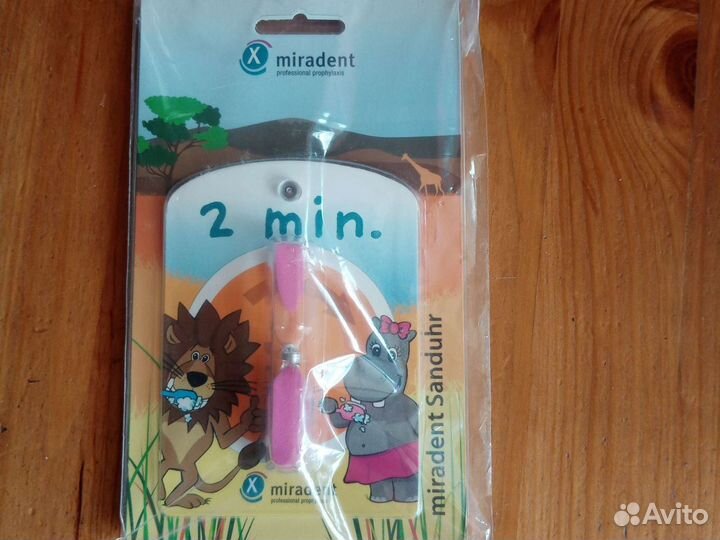 X miradent
professional prophylaxis
2 min.
miradent Sanduhr
X miradent
professional prophylaxis
Avito